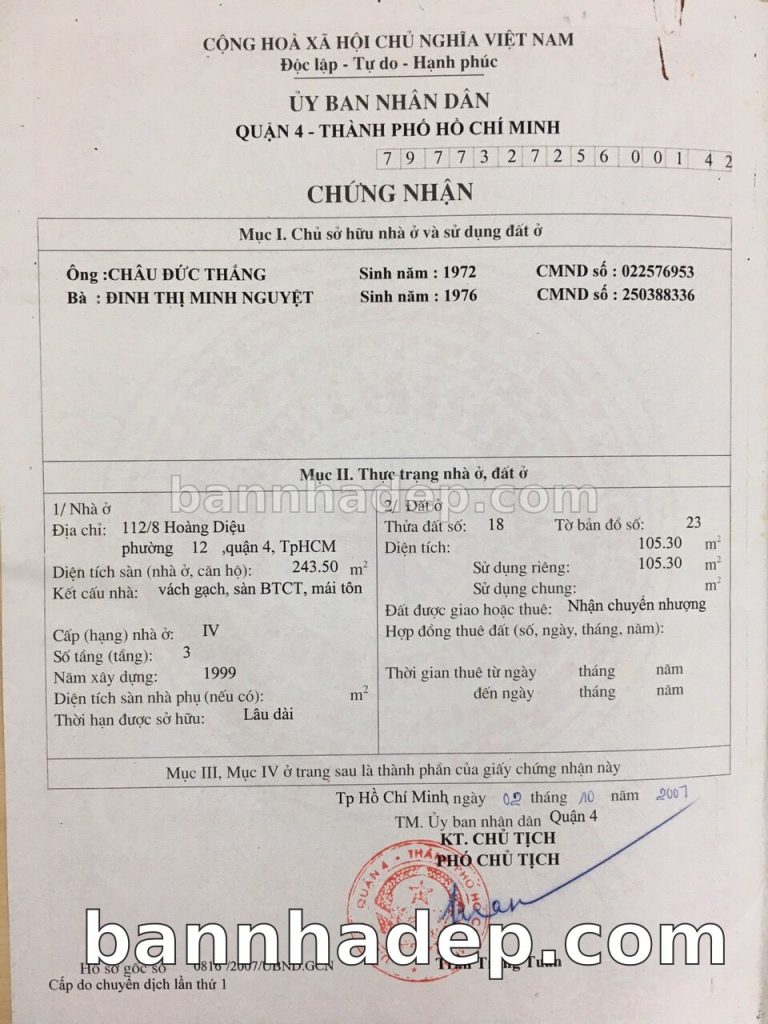 CỘNG HOÀ XÃ HỘI CHỦ NGHĨA VIỆT NAM
Độc lập - Tự do - Hạnh phúc
ỦY BAN NHÂN DÂN
QUẬN 4 - THÀNH PHỐ HỒ CHÍ MINH
7 9 7 7 3 2 7 2 5 6 0 0 1 4 2
CHỨNG NHẬN
Mục I. Chủ sở hữu nhà ở và sử dụng đất ở
Ông :CHÂU ĐỨC THẮNG Sinh năm : 1972 CMND số : 022576953
Bà : ĐINH THỊ MINH NGUYỆT Sinh năm : 1976 CMND số : 250388336
Mục II. Thực trạng nhà ở, đất ở
bannhadep.com
1/ Nhà ở
Địa chỉ: 112/8 Hoàng Diệu
phường 12 ,quận 4, TpHCM
Diện tích sàn (nhà ở, căn hộ): 243.50 m2
Kết cấu nhà: vách gạch, sàn BTCT, mái tôn
Cấp (hạng) nhà ở: IV
Số tầng (tầng): 3
Năm xây dựng: 1999
Diện tích sàn nhà phụ (nếu có): m2
Thời hạn được sở hữu: Lâu dài
2/ Đất ở
Thửa đất số: 18 Tờ bản đồ số: 23
Diện tích: 105.30 m2
Sử dụng riêng: 105.30 m2
Sử dụng chung: m2
Đất được giao hoặc thuê: Nhận chuyển nhượng
Hợp đồng thuê đất (số, ngày, tháng, năm):
Thời gian thuê từ ngày tháng năm
đến ngày tháng năm
Mục III, Mục IV ở trang sau là thành phần của giấy chứng nhận này
Tp Hồ Chí Minh, ngày 02 tháng 10 năm 2007
TM. Ủy ban nhân dân Quận 4
KT. CHỦ TỊCH
PHÓ CHỦ TỊCH
QUẬN 4 - THÀNH PHỐ HỒ C
bannhadep.com
Hồ sơ gốc số 0816 /2007/UBND.GCN
Trần Trọng Tuấn
Cấp do chuyển dịch lần thứ 1